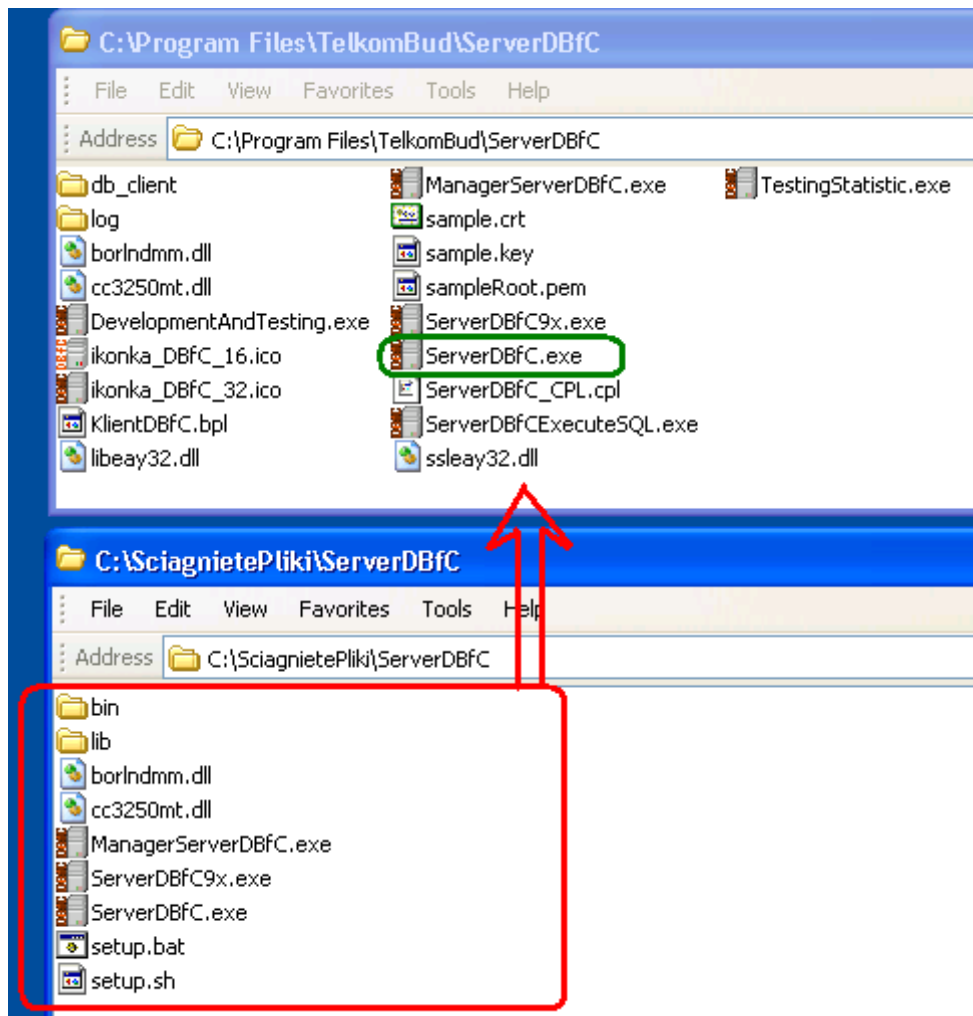 C:\Program Files\TelkomBud\ServerDBfC
File Edit View Favorites Tools Help
Address C:\Program Files\TelkomBud\ServerDBfC
db_client
log
borlndmm.dll
cc3250mt.dll
DevelopmentAndTesting.exe
ikonka_DBfC_16.ico
ikonka_DBfC_32.ico
KlientDBfC.bpl
libeay32.dll
ManagerServerDBfC.exe
sample.crt
sample.key
sampleRoot.pem
ServerDBfC9x.exe
ServerDBfC.exe
ServerDBfC_CPL.cpl
ServerDBfCExecuteSQL.exe
ssleay32.dll
TestingStatistic.exe
C:\SciagnietePliki\ServerDBfC
File Edit View Favorites Tools Help
Address C:\SciagnietePliki\ServerDBfC
bin
lib
borlndmm.dll
cc3250mt.dll
ManagerServerDBfC.exe
ServerDBfC9x.exe
ServerDBfC.exe
setup.bat
setup.sh